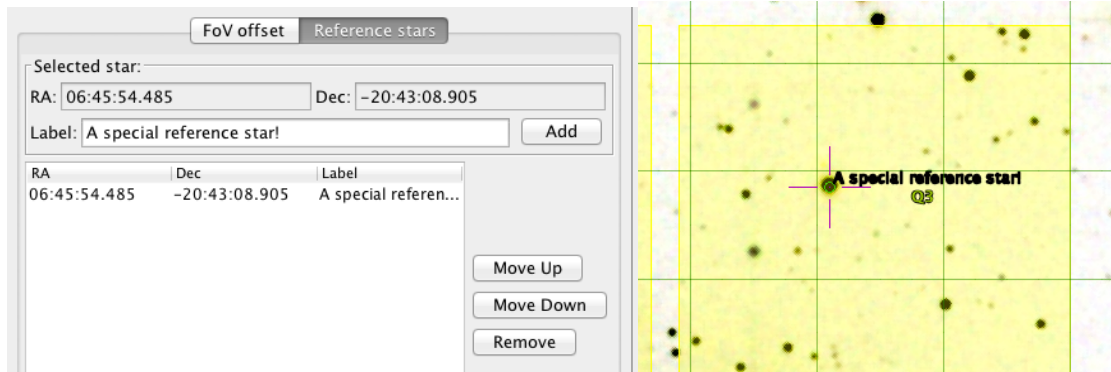 FoV offset Reference stars
Selected star:
RA: 06:45:54.485 Dec: -20:43:08.905
Label: A special reference star! Add
RA Dec Label
06:45:54.485 -20:43:08.905 A special referen...
Move Up
Move Down
Remove
A special reference star!
Q3